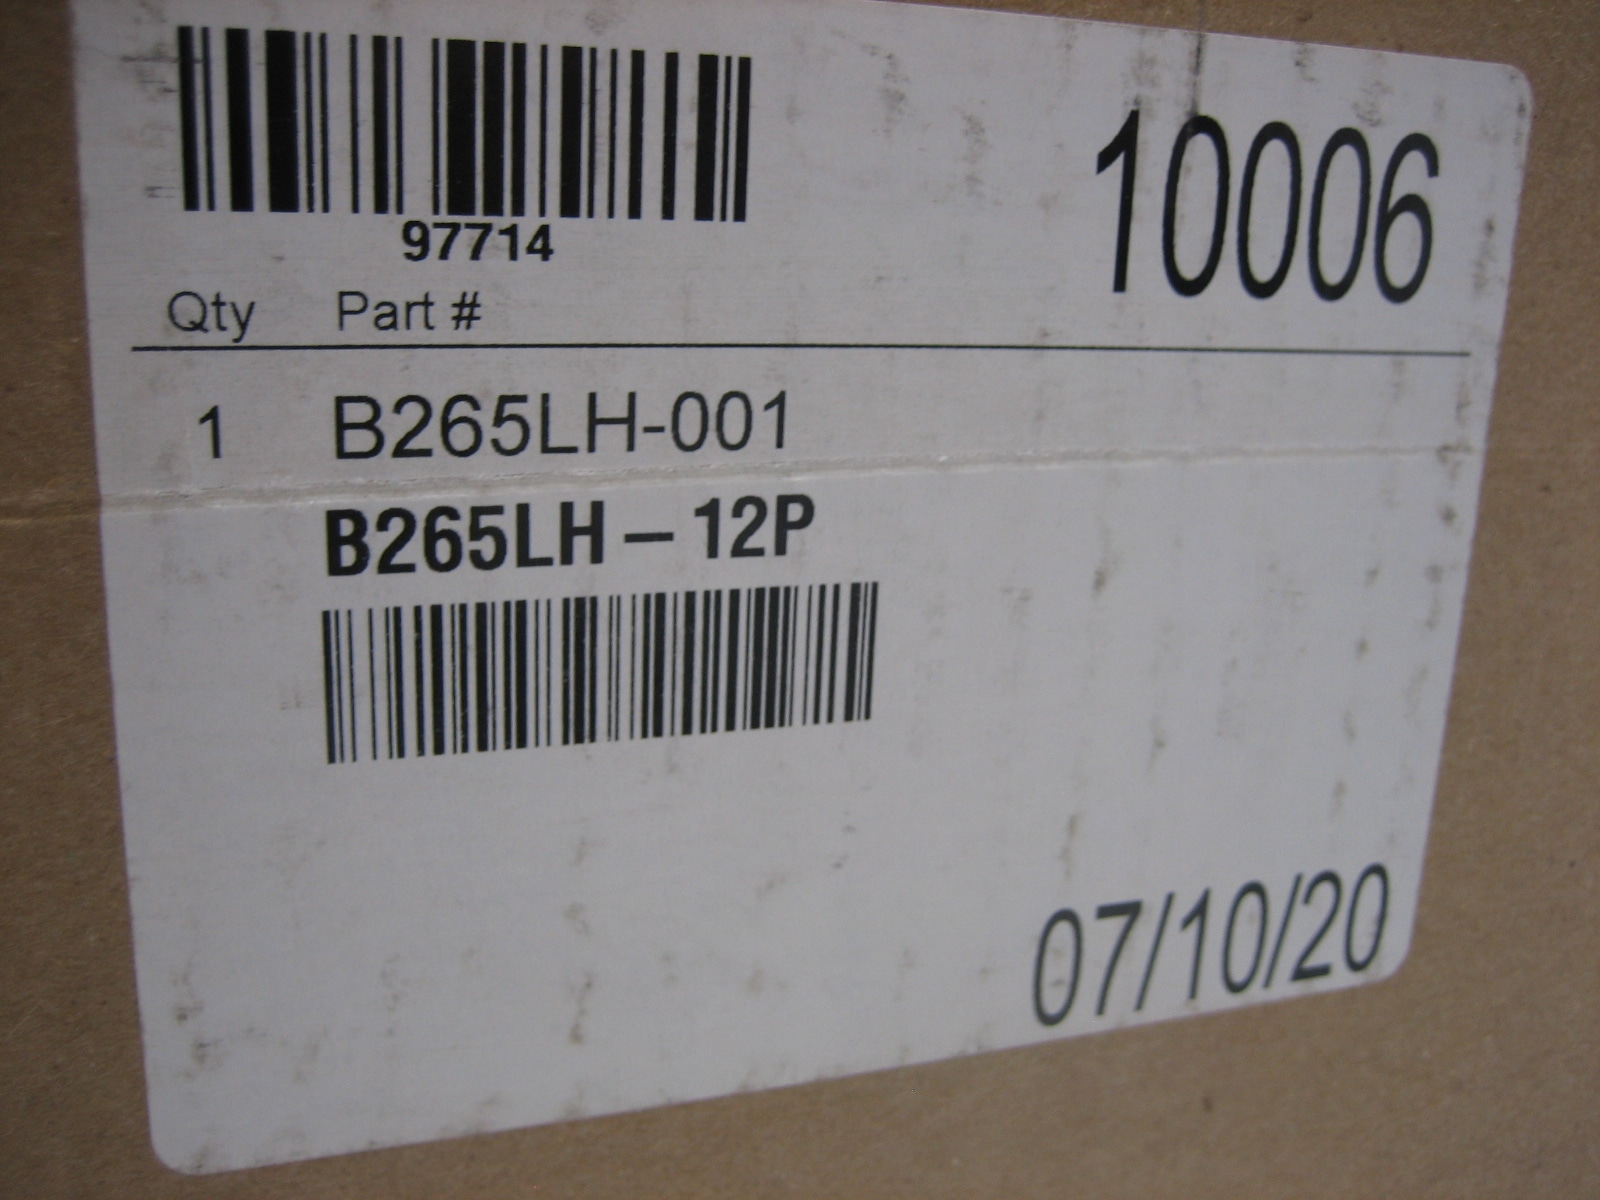 10006
97714
Qty Part #
1 B265LH-001
B265LH – 12P
07/10/20